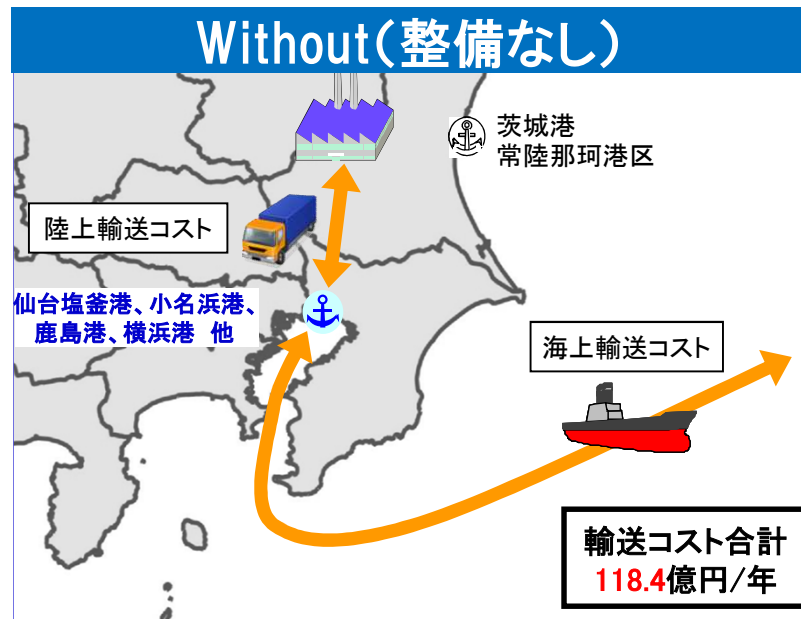 Without(整備なし)
茨城港
常陸那珂港区
陸上輸送コスト
仙台塩釜港、小名浜港、
鹿島港、横浜港 他
海上輸送コスト
輸送コスト合計
118.4億円/年